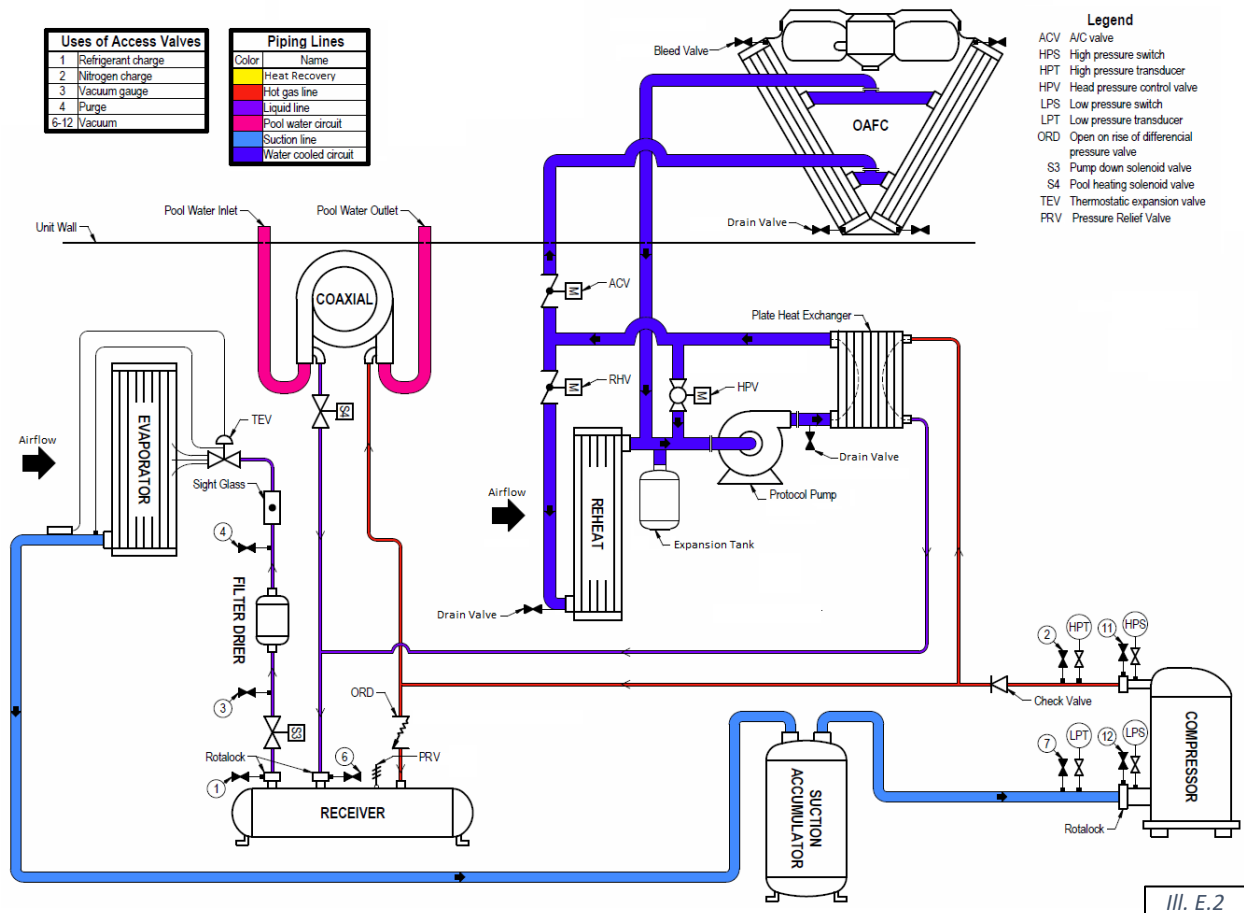 Uses of Access Valves
1 Refrigerant charge
2 Nitrogen charge
3 Vacuum gauge
4 Purge
6-12 Vacuum
Piping Lines
Color Name
Heat Recovery
Hot gas line
Liquid line
Pool water circuit
Suction line
Water cooled circuit
Legend
ACV A/C valve
HPS High pressure switch
HPT High pressure transducer
HPV Head pressure control valve
LPS Low pressure switch
LPT Low pressure transducer
ORD Open on rise of differencial
pressure valve
S3 Pump down solenoid valve
S4 Pool heating solenoid valve
TEV Thermostatic expansion valve
PRV Pressure Relief Valve
Bleed Valve
OAFC
Drain Valve
Pool Water Inlet
Pool Water Outlet
Unit Wall
COAXIAL
M
ACV
Plate Heat Exchanger
M
RHV
M
HPV
S4
EVAPORATOR
TEV
Airflow
Sight Glass
4
FILTER DRIER
3
S3
Airflow
REHEAT
Drain Valve
Protocol Pump
Expansion Tank
Drain Valve
ORD
PRV
Rotalock
1
6
RECEIVER
SUCTION
ACCUMULATOR
2
HPT
11
HPS
Check Valve
7
LPT
12
LPS
Rotalock
COMPRESSOR
Ill. E.2